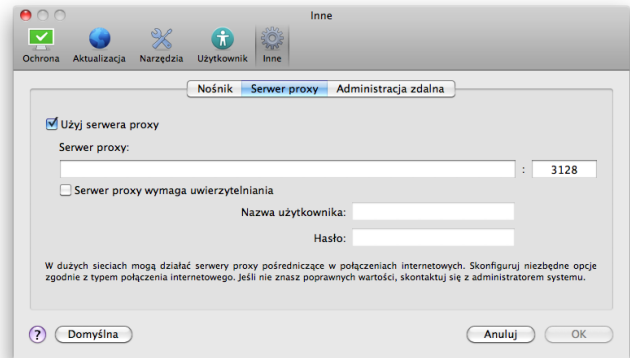 Inne
Ochrona Aktualizacja Narzędzia Użytkownik Inne
Nośnik Serwer proxy Administracja zdalna
Użyj serwera proxy
Serwer proxy:
: 3128
Serwer proxy wymaga uwierzytelniania
Nazwa użytkownika:
Hasło:
W dużych sieciach mogą działać serwery proxy pośredniczące w połączeniach internetowych. Skonfiguruj niezbędne opcje
zgodnie z typem połączenia internetowego. Jeśli nie znasz poprawnych wartości, skontaktuj się z administratorem systemu.
? Domyślna Anuluj OK